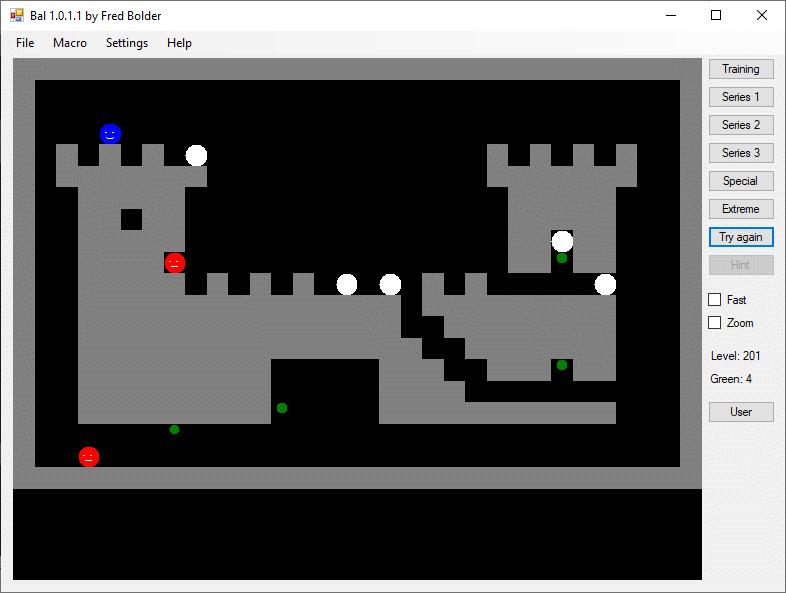 Bal 1.0.1.1 by Fred Bolder
File Macro Settings Help
Training
Series 1
Series 2
Series 3
Special
Extreme
Try again
Hint
Fast
Zoom
Level: 201
Green: 4
User